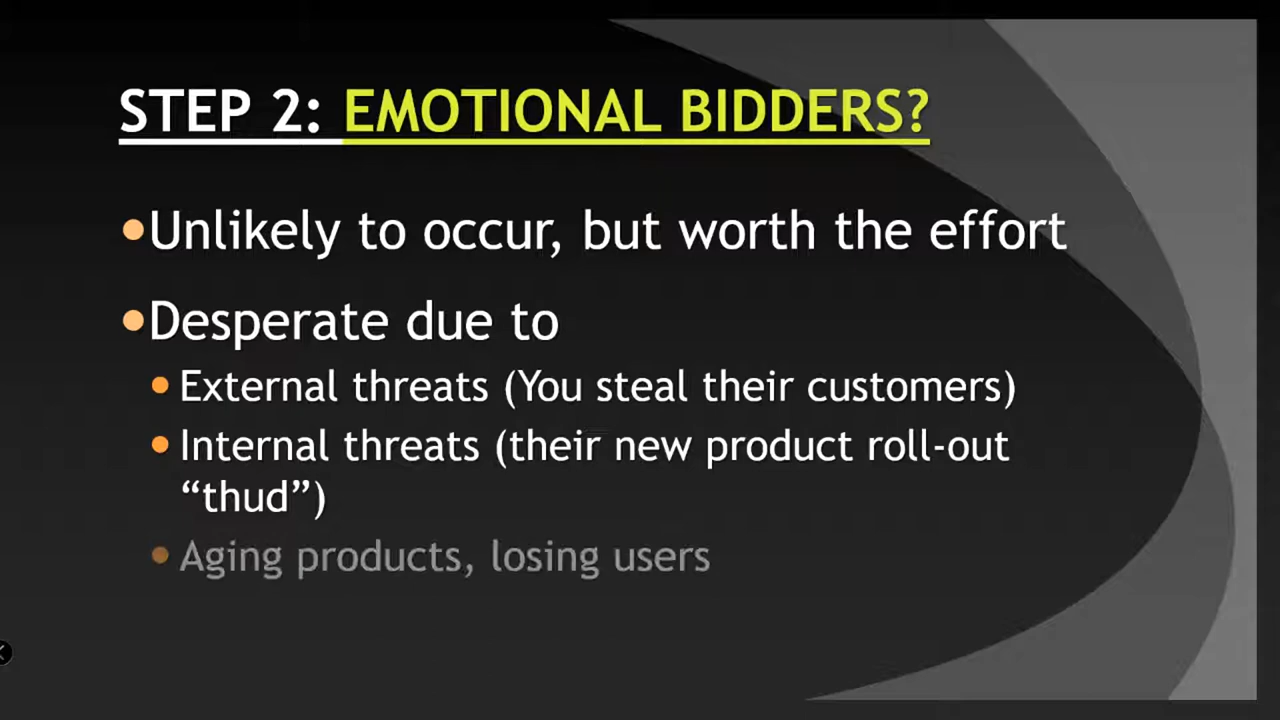 STEP 2: EMOTIONAL BIDDERS?
•Unlikely to occur, but worth the effort
•Desperate due to
• External threats (You steal their customers)
• Internal threats (their new product roll-out
“thud”)
• Aging products, losing users